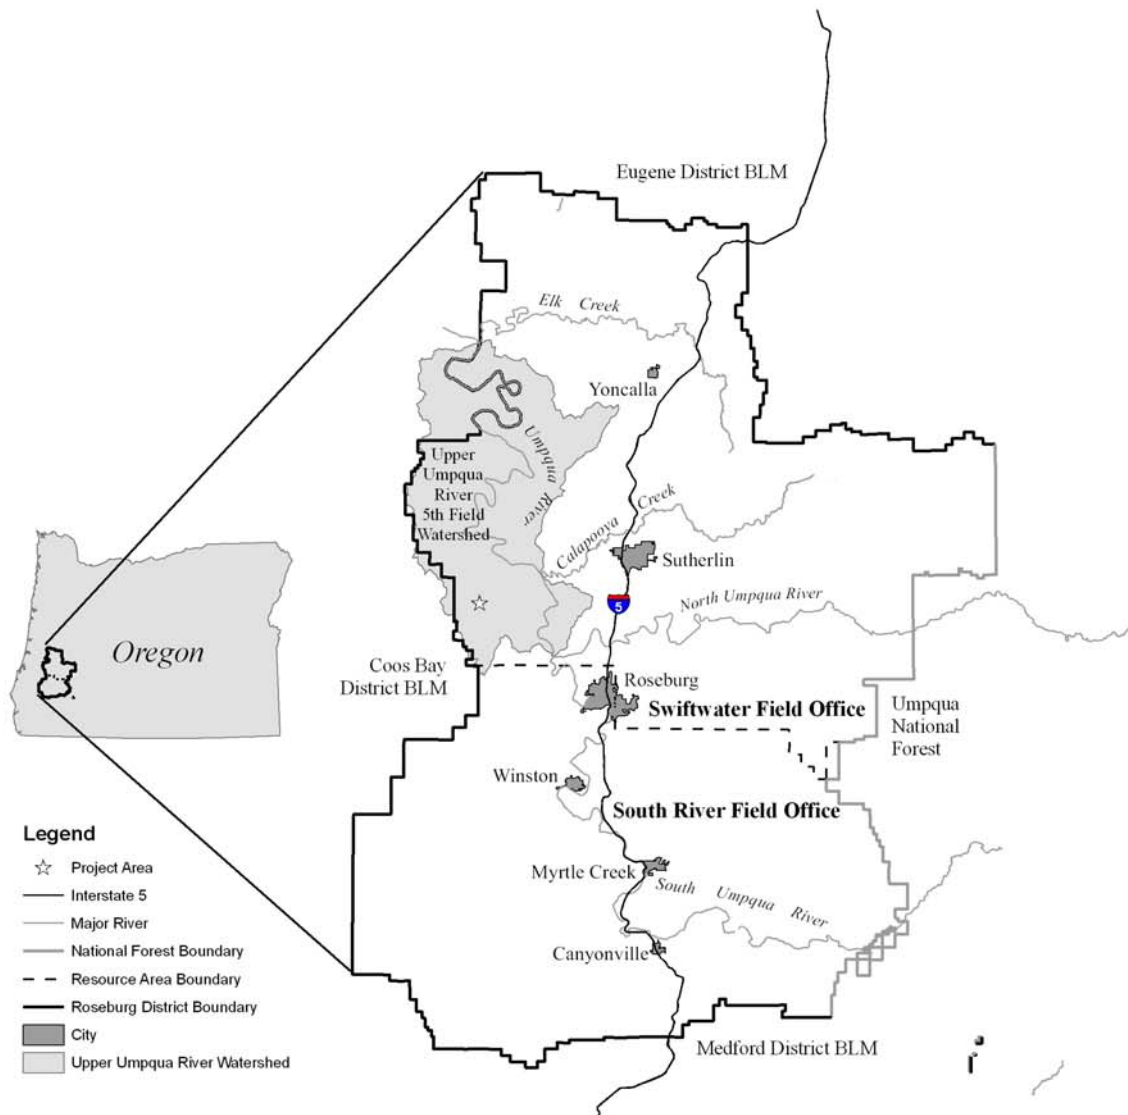 Eugene District BLM
Elk Creek
Yoncalla
Umpqua River
Upper
Umpqua
River
5th Field
Watershed
Calapooya Creek
Sutherlin
5
North Umpqua River
Oregon
Coos Bay
District BLM
Roseburg
Swiftwater Field Office
Umpqua
National
Forest
Winston
South River Field Office
Myrtle Creek
South Umpqua River
Canyonville
Medford District BLM
Legend
Project Area
Interstate 5
Major River
National Forest Boundary
Resource Area Boundary
Roseburg District Boundary
City
Upper Umpqua River Watershed